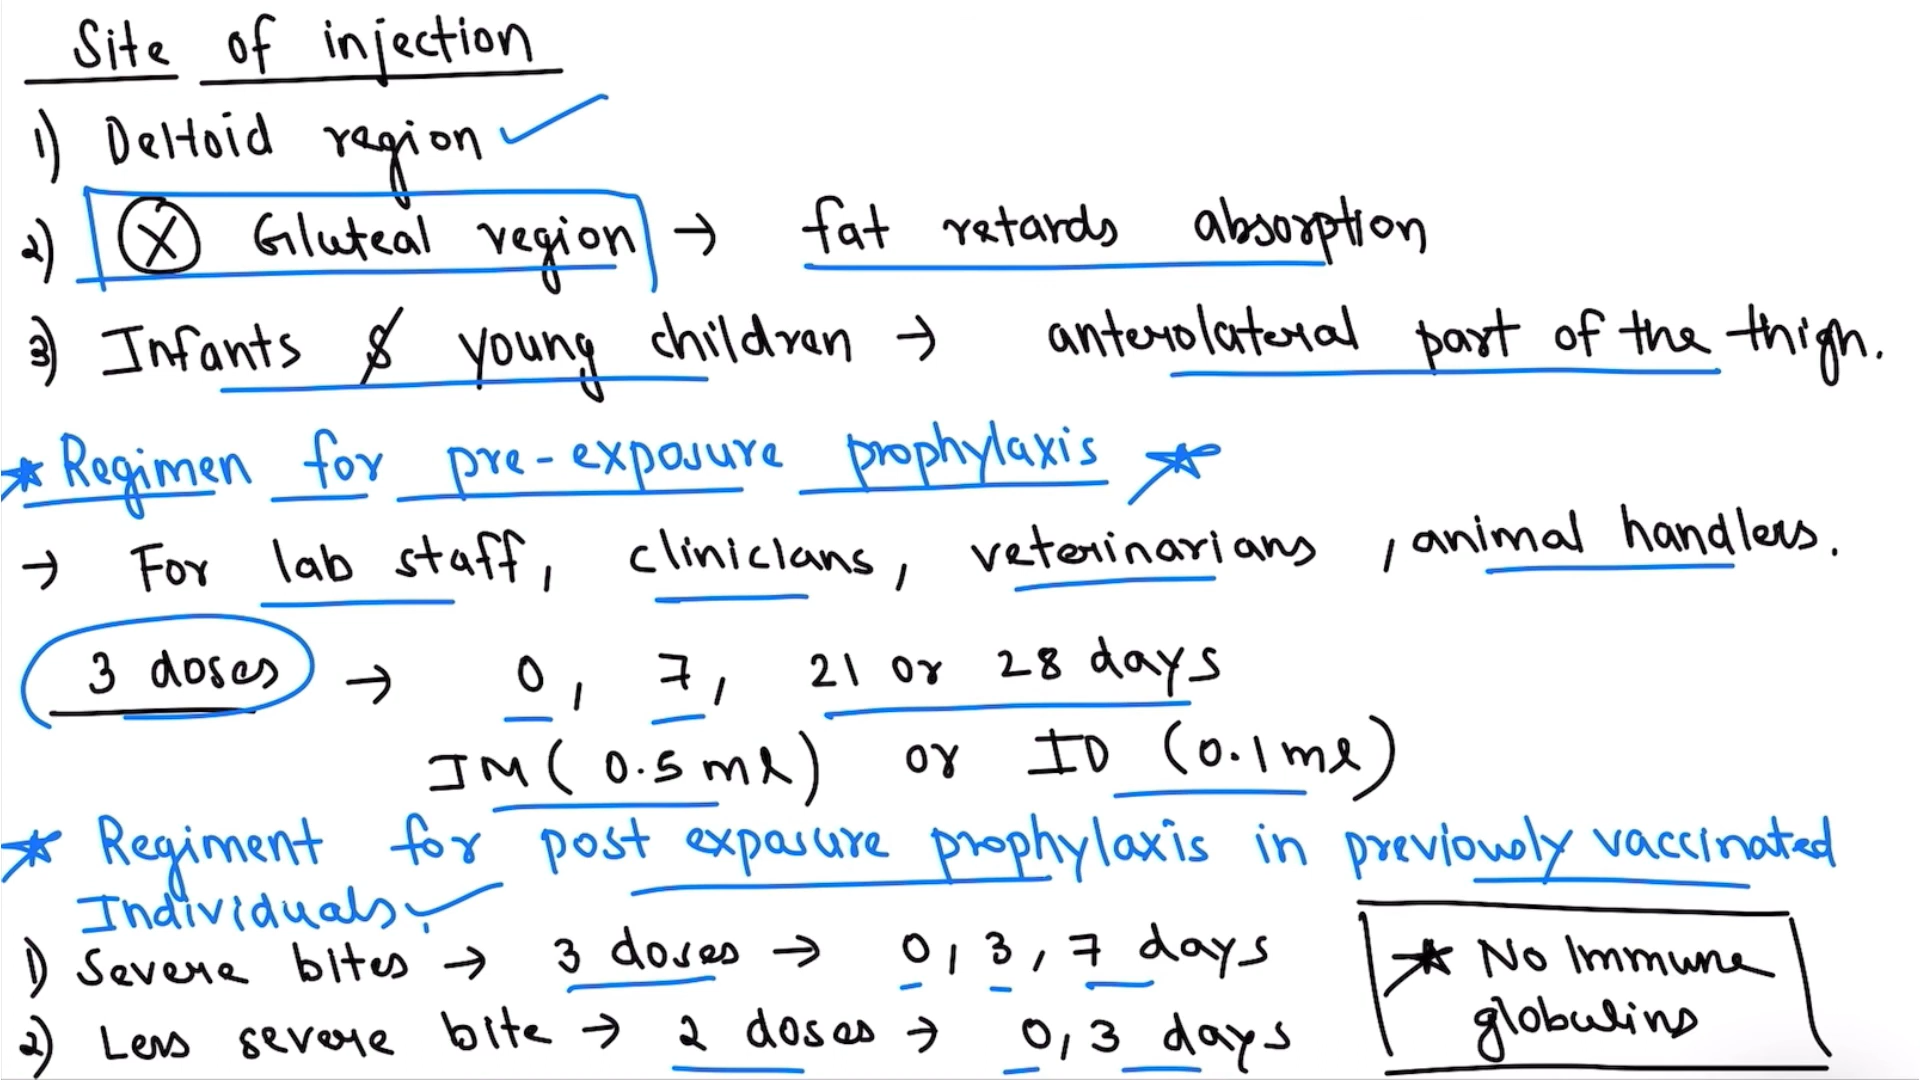 Site of injection
1) Deltoid region ✓
2) Ⓧ Gluteal region → fat retards absorption
3) Infants & young children → anterolateral part of the thigh.
★ Regimen for pre-exposure prophylaxis ★
→ For lab staff, clinicians, veterinarians, animal handlers.
3 doses → 0, 7, 21 or 28 days
IM (0.5 ml) or ID (0.1 ml)
★ Regiment for post exposure prophylaxis in previously vaccinated
Individuals. ✓
1) Severe bites → 3 doses → 0, 3, 7 days
2) Less severe bite → 2 doses → 0, 3 days
★ No Immune
globulins